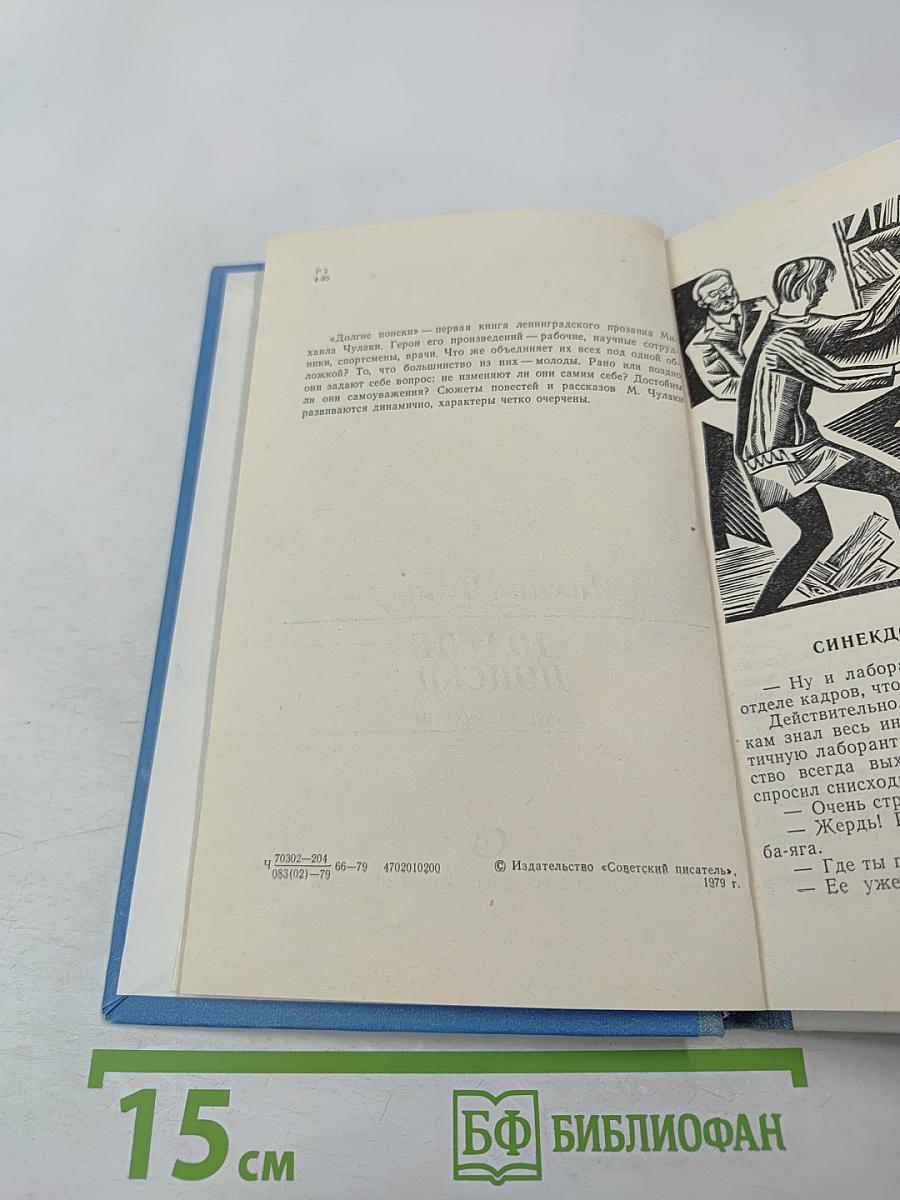 Р 2
Ч-89
«Долгие поиски» — первая книга ленинградского прозаика Ми-
хаила Чулаки. Герои его произведений — рабочие, научные сотруд-
ники, спортсмены, врачи. Что же объединяет их всех под одной об-
ложкой? То, что большинство из них — молоды. Рано или поздно
они задают себе вопрос: не изменяют ли они самим себе? Достойны
ли они самоуважения? Сюжеты повестей и рассказов М. Чулаки
развиваются динамично, характеры четко очерчены.
Ч 70302—204 66—79 4702010200
083(02)—79
© Издательство «Советский писатель»,
1979 г.
СИНЕКДО
— Ну и лабора
отделе кадров, что
Действительно,
кам знал весь ин
тичную лаборант
ство всегда вых
спросил снисходи
— Очень стр
— Жердь!
ба-яга.
— Где ты п
— Ее уже
15 см
БФ БИБЛИОФАН